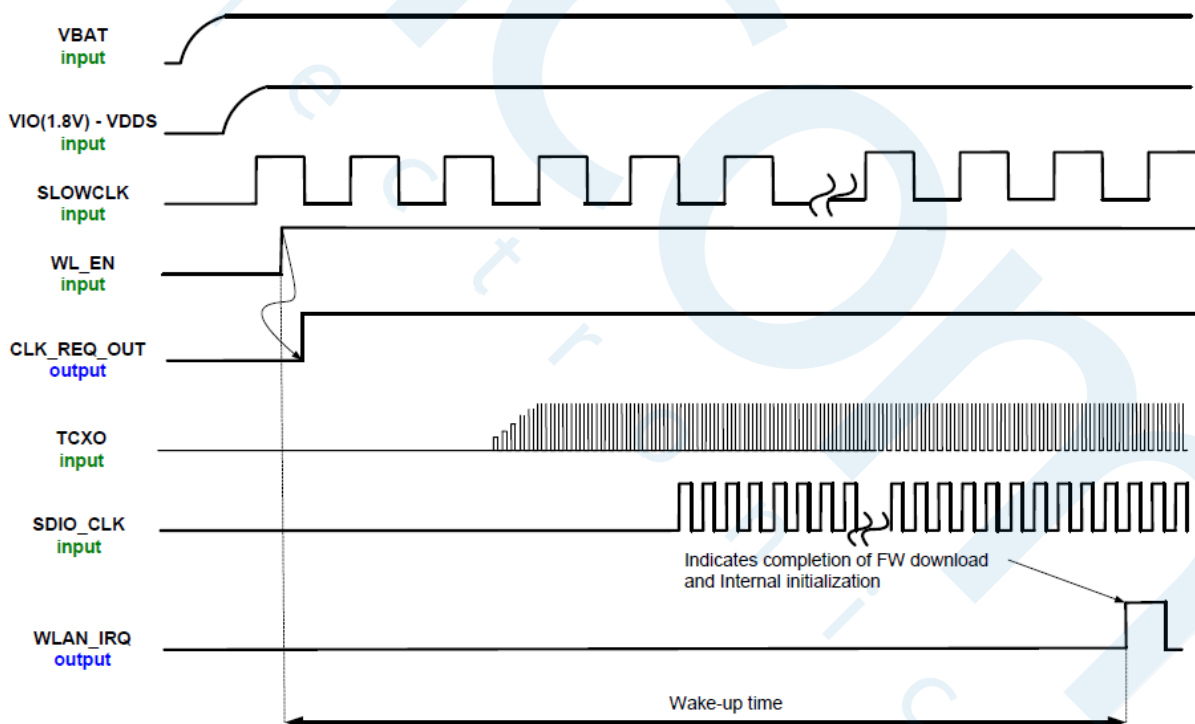 VBAT
input
VIO(1.8V) - VDDS
input
SLOWCLK
input
WL_EN
input
CLK_REQ_OUT
output
TCXO
input
SDIO_CLK
input
Indicates completion of FW download
and Internal initialization
WLAN_IRQ
output
Wake-up time